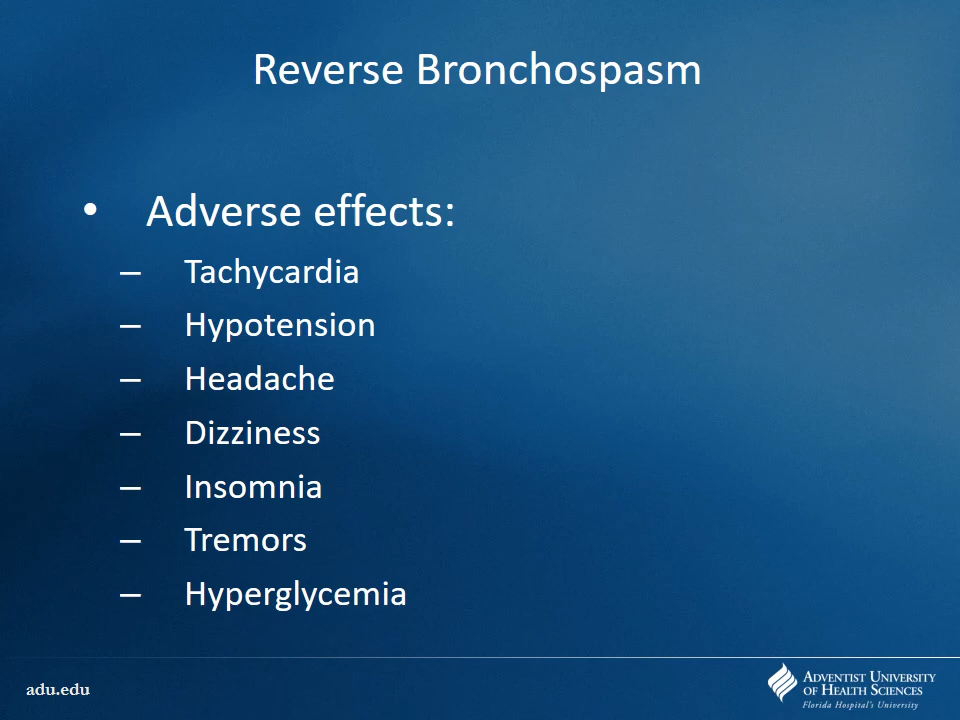 Reverse Bronchospasm
• Adverse effects:
– Tachycardia
– Hypotension
– Headache
– Dizziness
– Insomnia
– Tremors
– Hyperglycemia
adu.edu
ADVENTIST UNIVERSITY
OF HEALTH SCIENCES
Florida Hospital's University